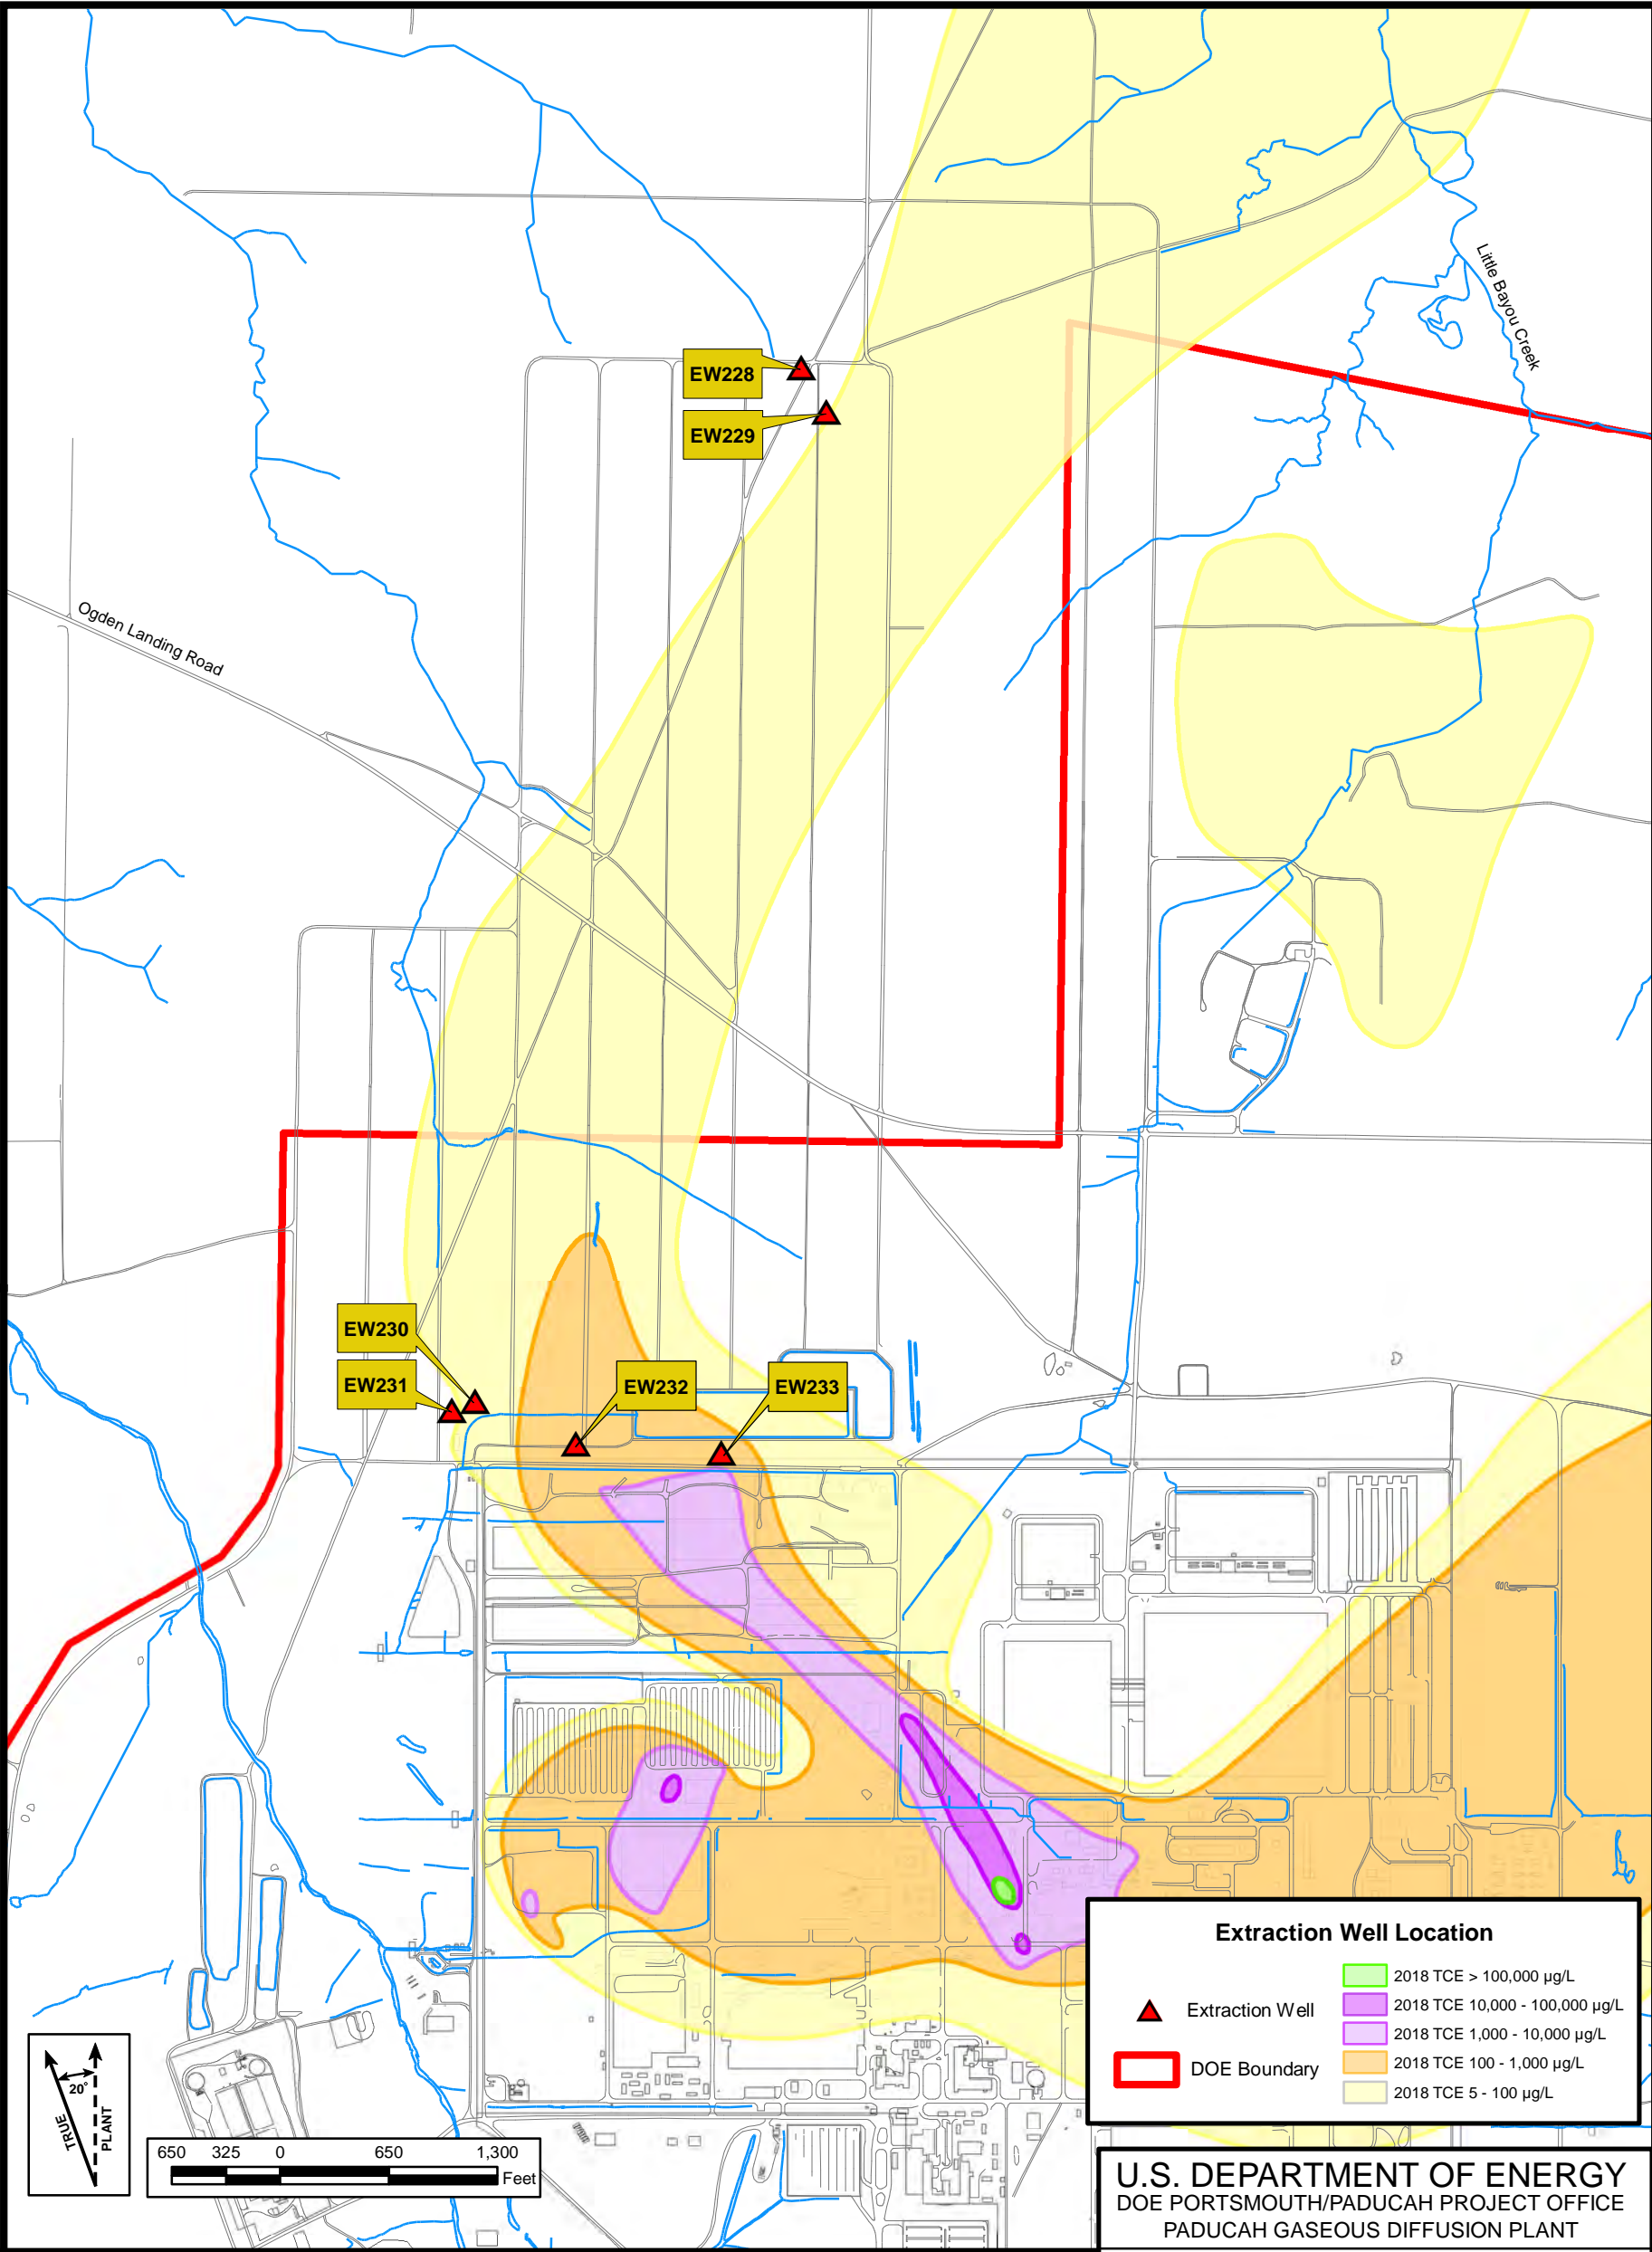 Little Bayou Creek
EW228
EW229
Ogden Landing Road
EW230
EW231
EW232
EW233
Extraction Well Location
Extraction Well
DOE Boundary
2018 TCE > 100,000 µg/L
2018 TCE 10,000 - 100,000 µg/L
2018 TCE 1,000 - 10,000 µg/L
2018 TCE 100 - 1,000 µg/L
2018 TCE 5 - 100 µg/L
20°
TRUE
PLANT
650 325 0 650 1,300
Feet
U.S. DEPARTMENT OF ENERGY
DOE PORTSMOUTH/PADUCAH PROJECT OFFICE
PADUCAH GASEOUS DIFFUSION PLANT